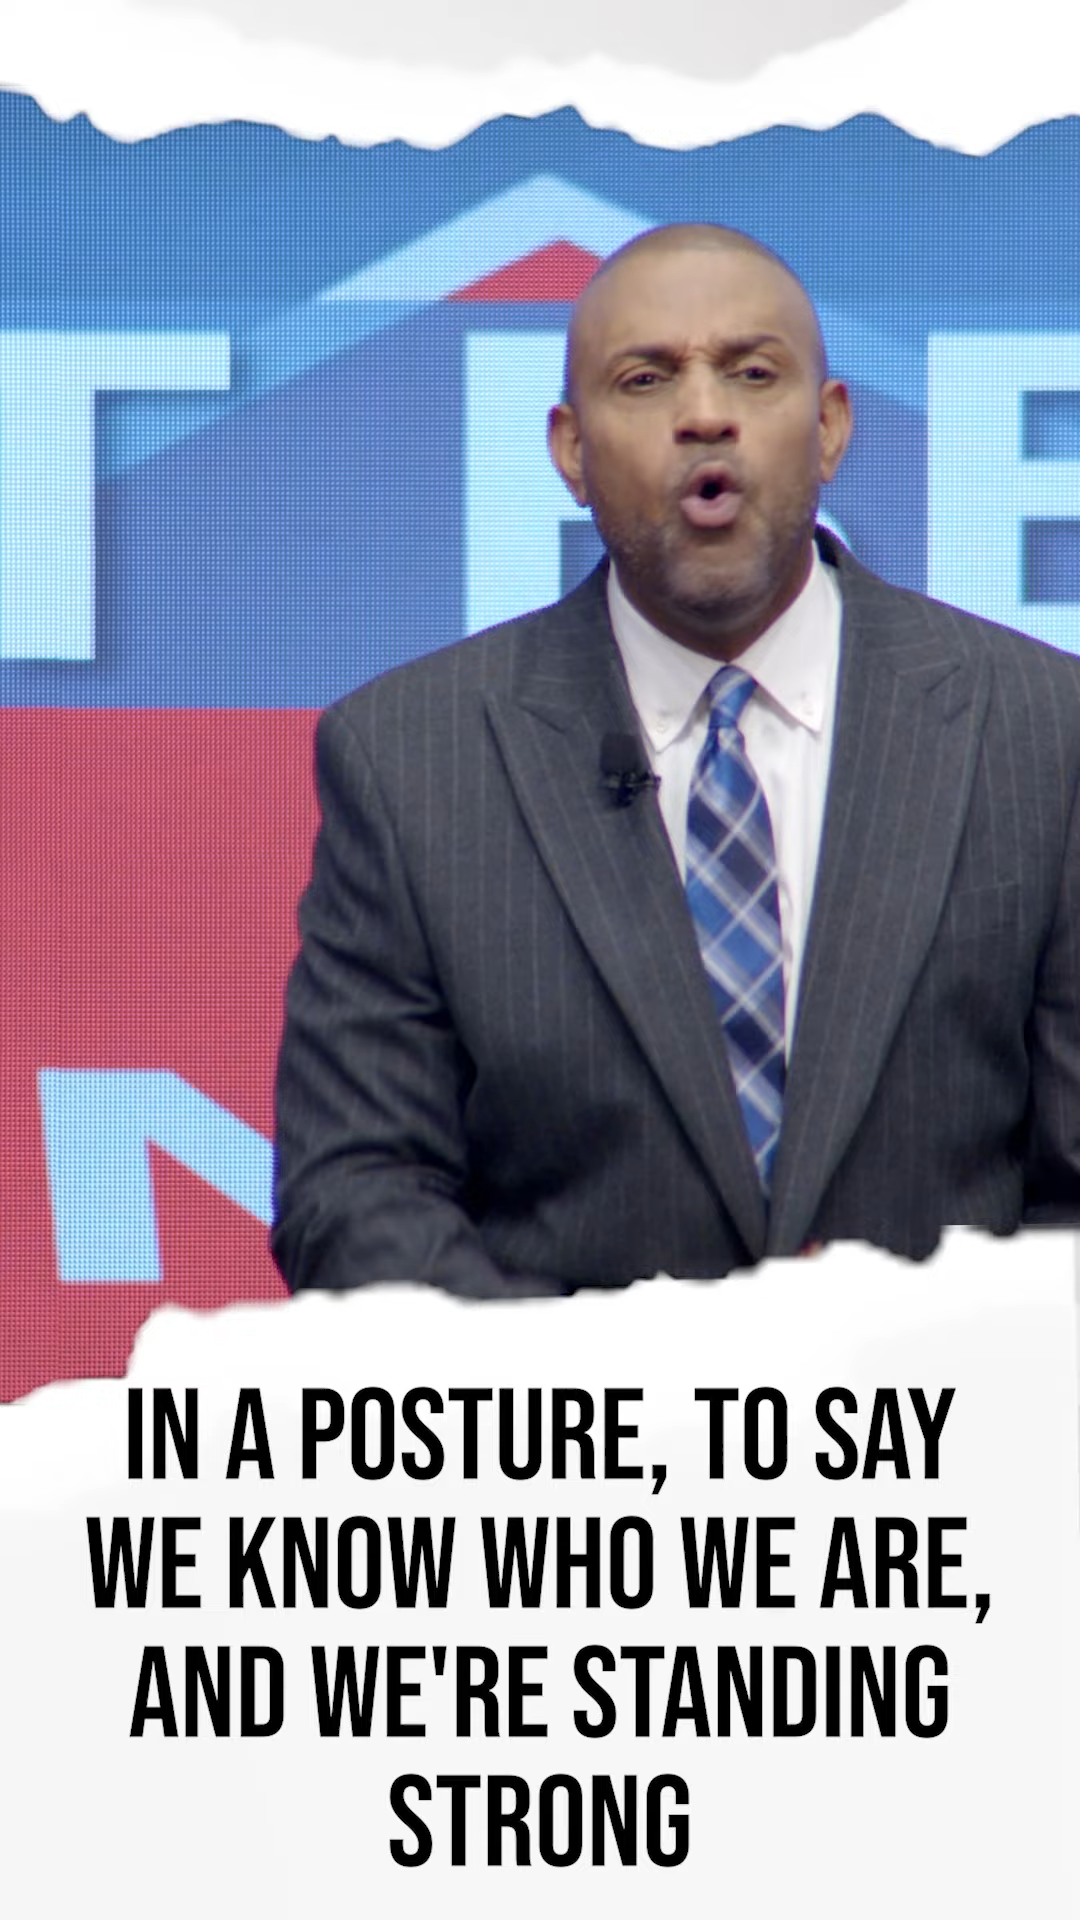 T R E
N
IN A POSTURE, TO SAY
WE KNOW WHO WE ARE,
AND WE'RE STANDING
STRONG